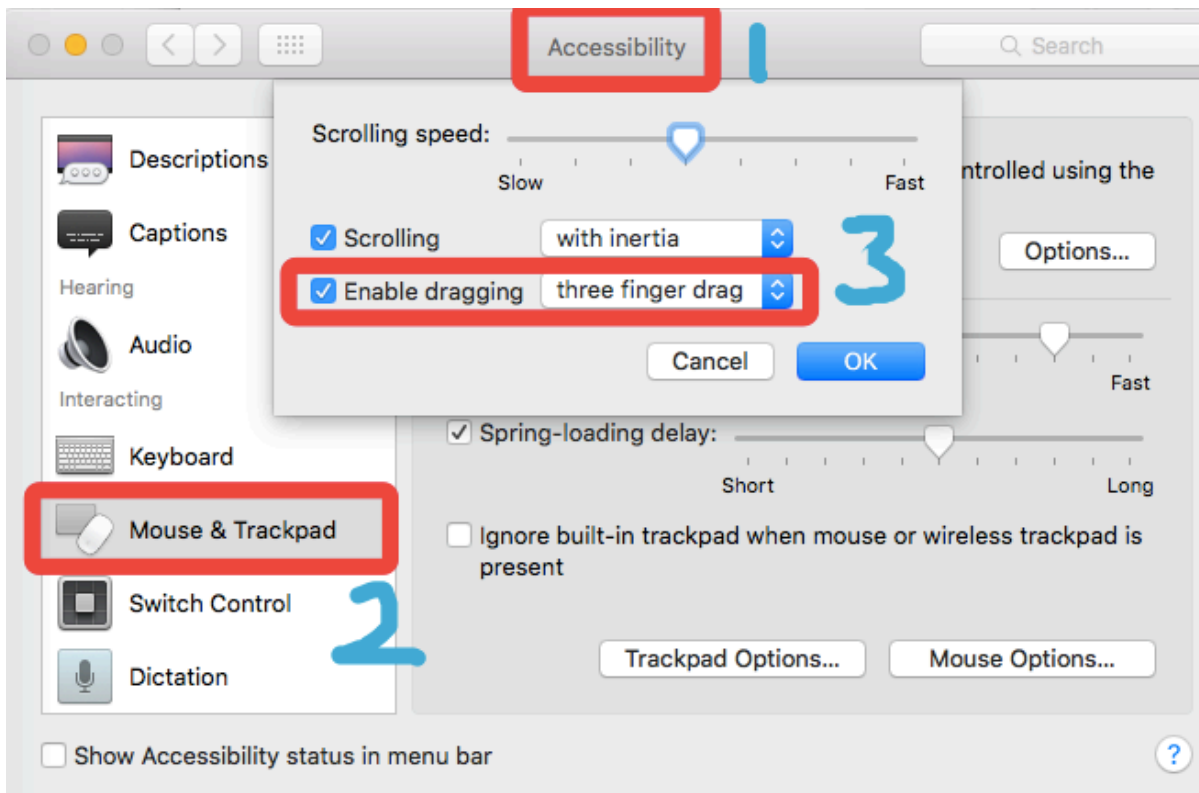 Accessibility
1
Search
Scrolling speed:
Slow
Fast
Scrolling
with inertia
Enable dragging
three finger drag
3
Cancel
OK
Descriptions
Captions
Hearing
Audio
Interacting
Keyboard
Mouse & Trackpad
2
Switch Control
Dictation
ntrolled using the
Options...
Fast
Spring-loading delay:
Short
Long
Ignore built-in trackpad when mouse or wireless trackpad is
present
Trackpad Options...
Mouse Options...
Show Accessibility status in menu bar
?